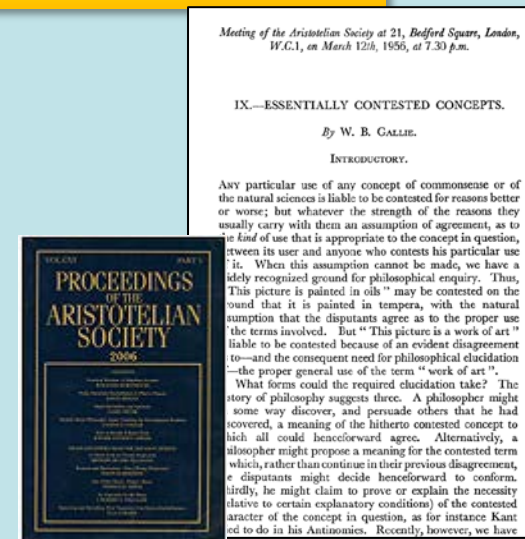 Meeting of the Aristotelian Society at 21, Bedford Square, London,
W.C.1, on March 12th, 1956, at 7.30 p.m.
IX.—ESSENTIALLY CONTESTED CONCEPTS.
By W. B. GALLIE.
INTRODUCTORY.
ANY particular use of any concept of commonsense or of
the natural sciences is liable to be contested for reasons better
or worse; but whatever the strength of the reasons they
usually carry with them an assumption of agreement, as to
kind of use that is appropriate to the concept in question,
between its user and anyone who contests his particular use
it. When this assumption cannot be made, we have a
widely recognized ground for philosophical enquiry. Thus,
This picture is painted in oils " may be contested on the
ground that it is painted in tempera, with the natural
assumption that the disputants agree as to the proper use
the terms involved. But " This picture is a work of art "
liable to be contested because of an evident disagreement
to—and the consequent need for philosophical elucidation
—the proper general use of the term " work of art ".
What forms could the required elucidation take? The
story of philosophy suggests three. A philosopher might
some way discover, and persuade others that he had
scovered, a meaning of the hitherto contested concept to
hich all could henceforward agree. Alternatively, a
ilosopher might propose a meaning for the contested term
which, rather than continue in their previous disagreement,
e disputants might decide henceforward to conform.
hirdly, he might claim to prove or explain the necessity
elative to certain explanatory conditions) of the contested
aracter of the concept in question, as for instance Kant
ied to do in his Antinomies. Recently, however, we have
VOL.CVI PART
PROCEEDINGS
OF THE
ARISTOTELIAN
SOCIETY
2006